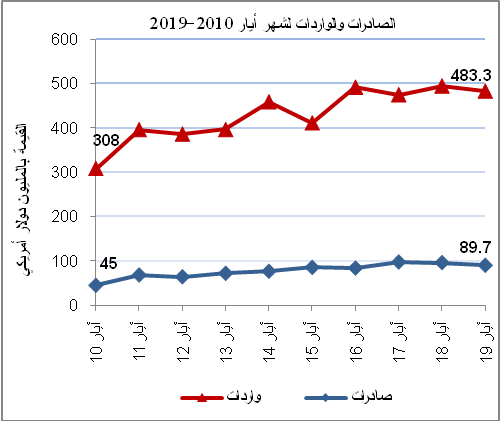 الصادرات والواردات لشهر أيار 2010-2019
القيمة بالمليون دولار أمريكي
600
500
400
300
200
100
0
308
483.3
45
89.7
أيار 10
أيار 11
أيار 12
أيار 13
أيار 14
أيار 15
أيار 16
أيار 17
أيار 18
أيار 19
صادرات
واردات